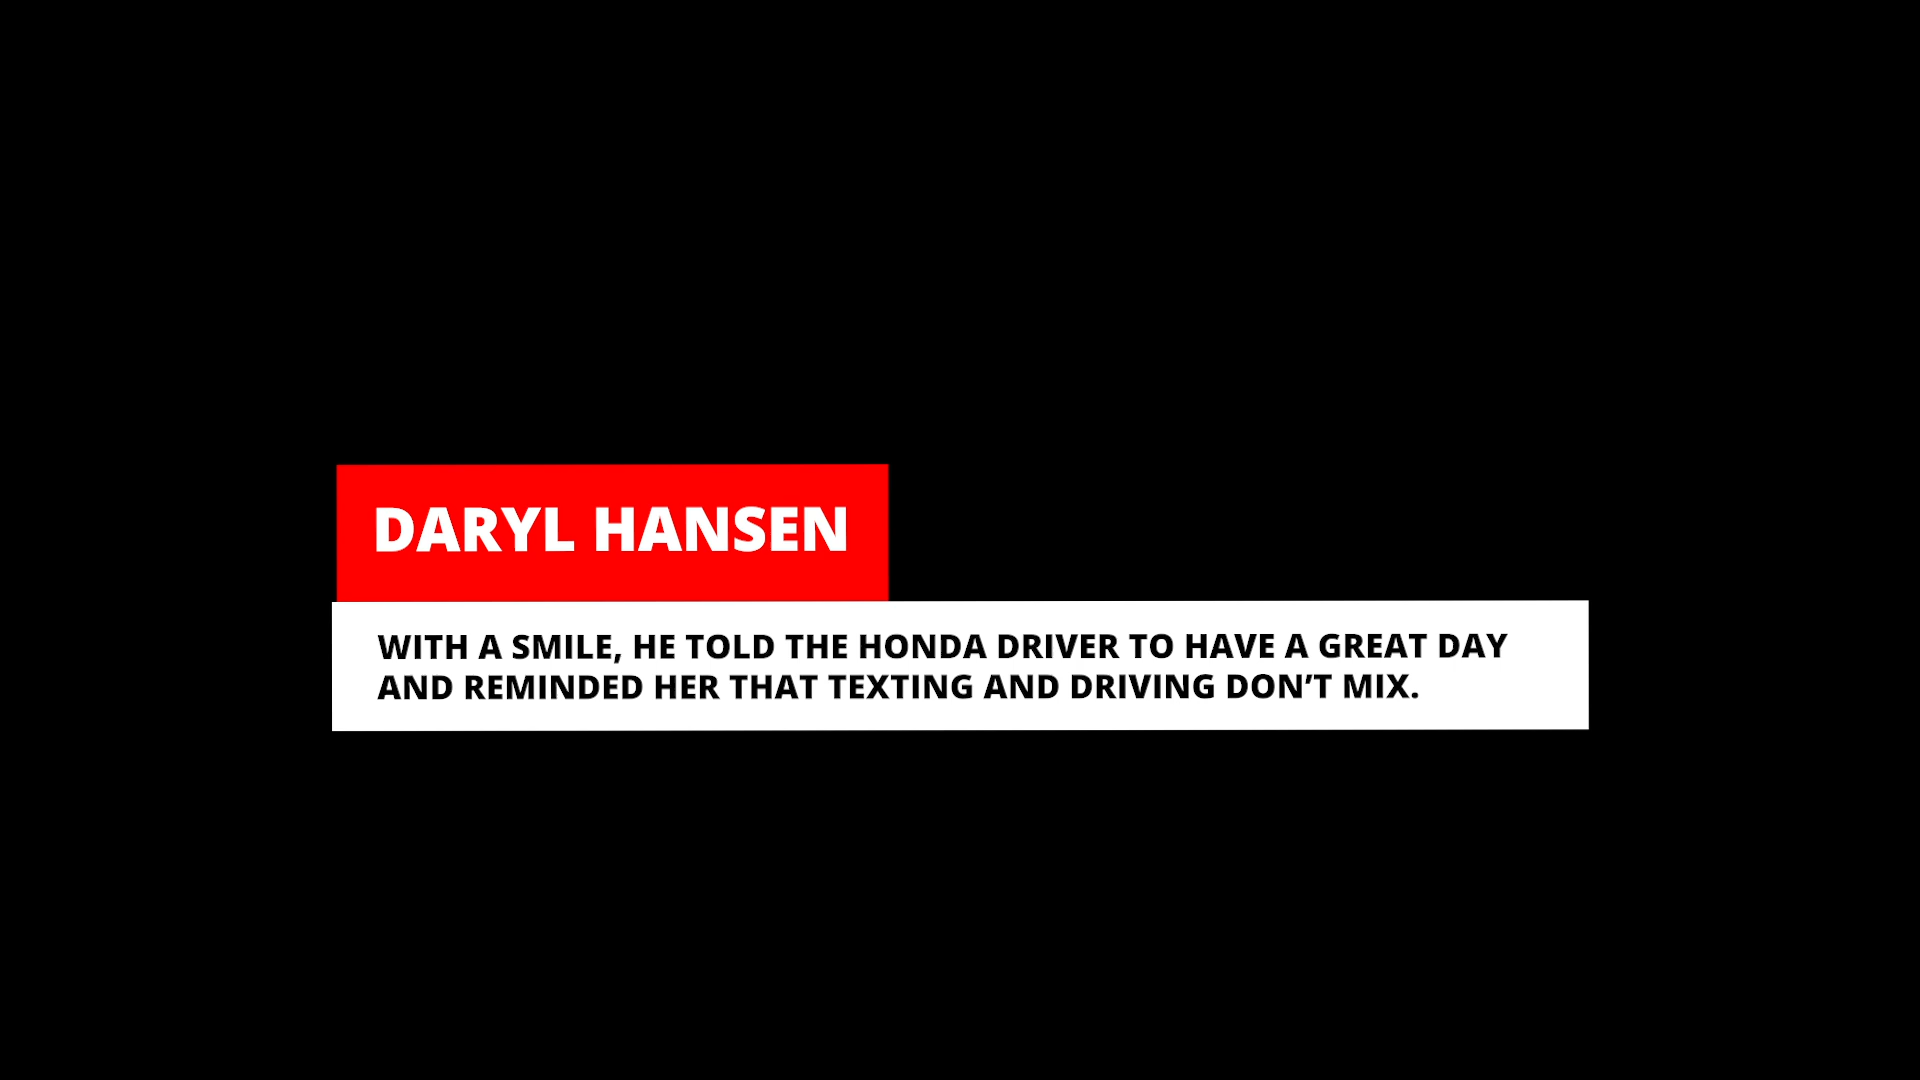 DARYL HANSEN
WITH A SMILE, HE TOLD THE HONDA DRIVER TO HAVE A GREAT DAY
AND REMINDED HER THAT TEXTING AND DRIVING DON’T MIX.